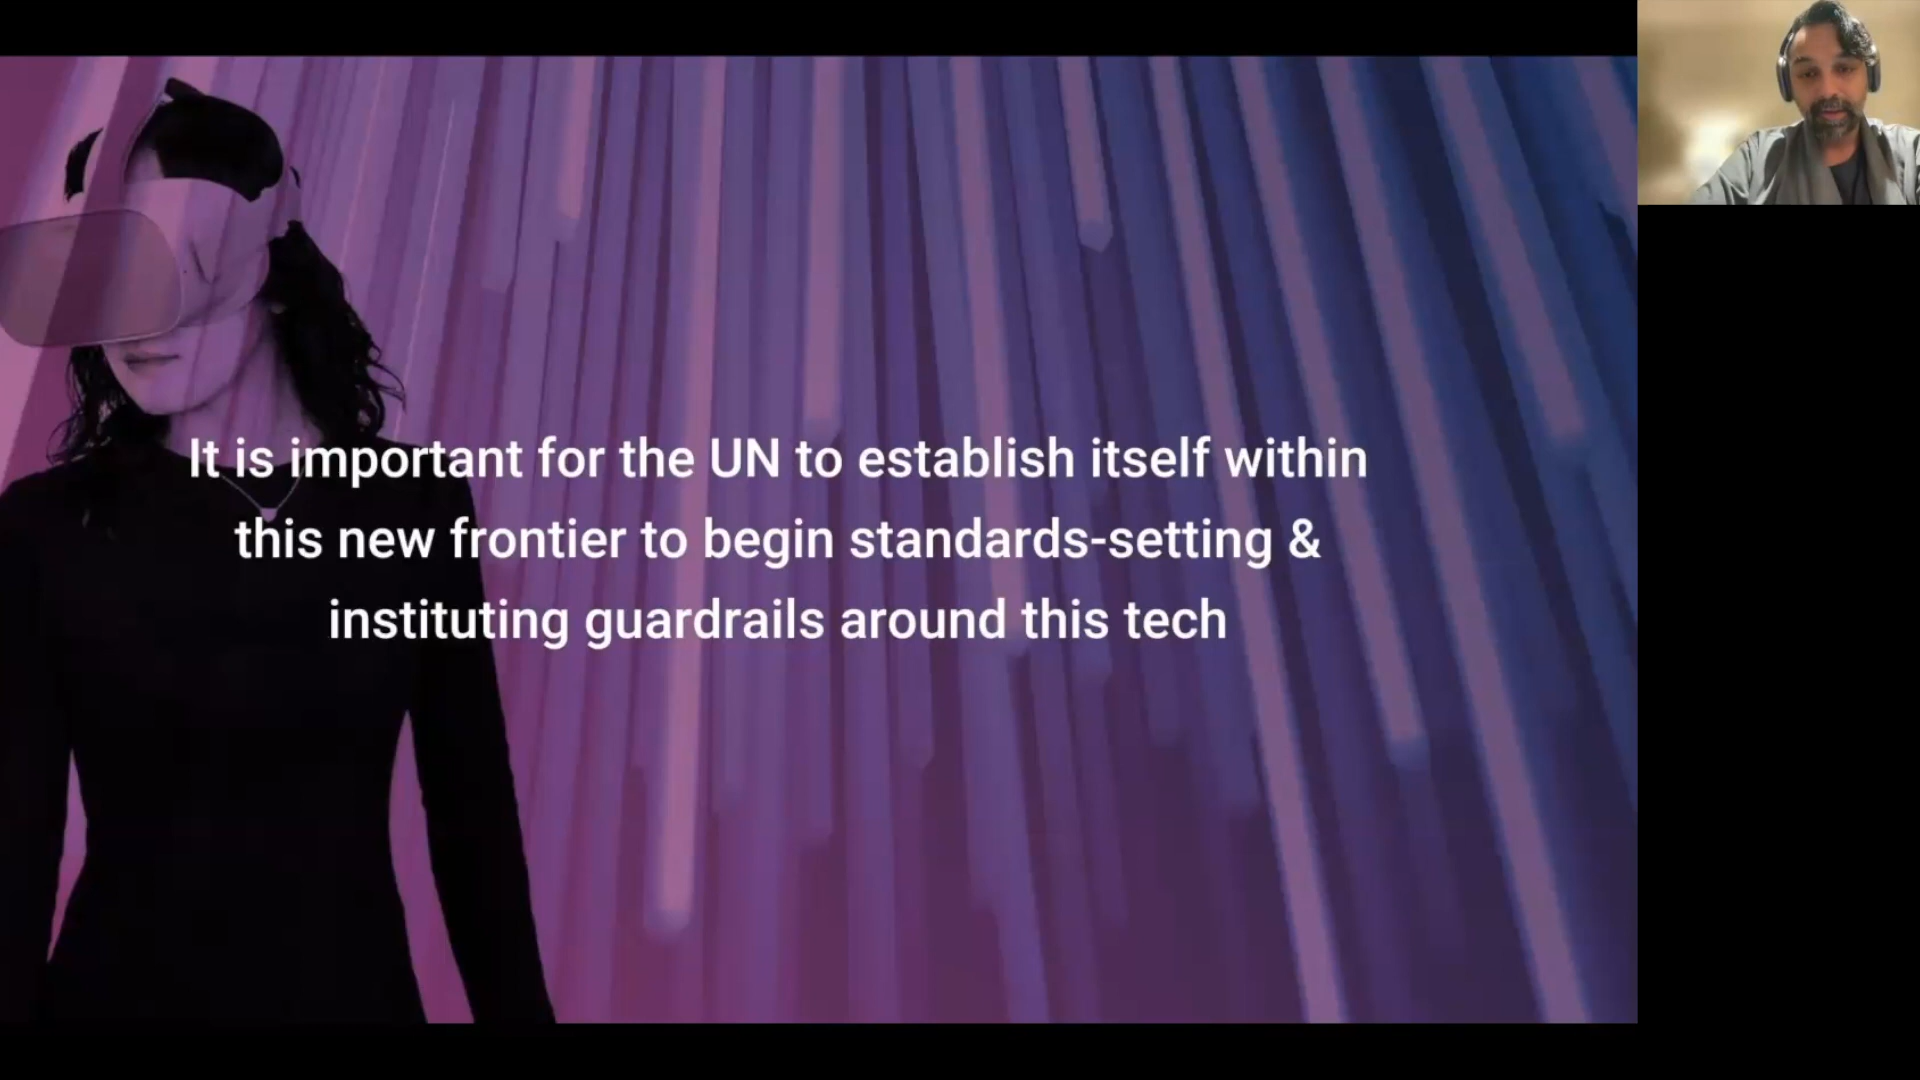 It is important for the UN to establish itself within
this new frontier to begin standards-setting &
instituting guardrails around this tech